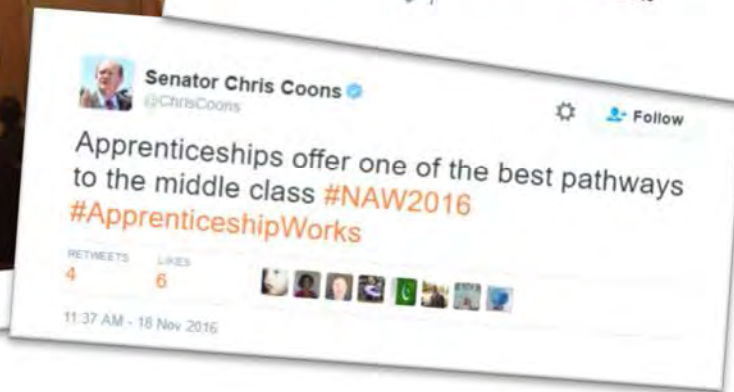 Senator Chris Coons
@ChrisCoons
Follow
Apprenticeships offer one of the best pathways
to the middle class #NAW2016
#ApprenticeshipWorks
RETWEETS LIKES
4 6
11:37 AM - 18 Nov 2016